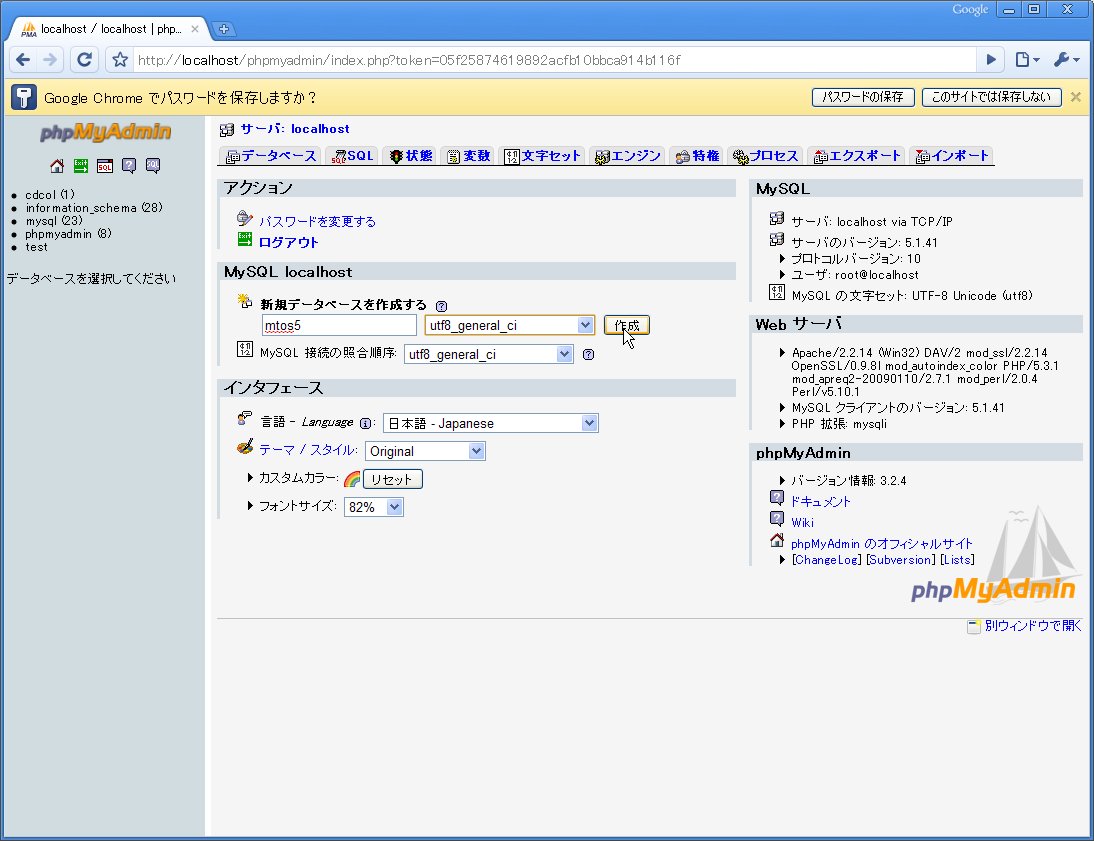 Google
localhost / localhost | php...
http://localhost/phpmyadmin/index.php?token=05f25874619892acfb10bbca914b116f
Google Chrome でパスワードを保存しますか？ パスワードの保存 このサイトでは保存しない
phpMyAdmin
cdcol (1)
information_schema (28)
mysql (23)
phpmyadmin (8)
test
データベースを選択してください
サーバ: localhost
データベース SQL 状態 変数 文字セット エンジン 特権 プロセス エクスポート インポート
アクション
パスワードを変更する
ログアウト
MySQL localhost
新規データベースを作成する
mtos5 utf8_general_ci 作成
MySQL 接続の照合順序: utf8_general_ci
インタフェース
言語 - Language : 日本語 - Japanese
テーマ / スタイル: Original
カスタムカラー: リセット
フォントサイズ: 82%
MySQL
サーバ: localhost via TCP/IP
サーバのバージョン: 5.1.41
プロトコルバージョン: 10
ユーザ: root@localhost
MySQL の文字セット: UTF-8 Unicode (utf8)
Web サーバ
Apache/2.2.14 (Win32) DAV/2 mod_ssl/2.2.14
OpenSSL/0.9.8l mod_autoindex_color PHP/5.3.1
mod_apreq2-20090110/2.7.1 mod_perl/2.0.4
Perl/v5.10.1
MySQL クライアントのバージョン: 5.1.41
PHP 拡張: mysqli
phpMyAdmin
バージョン情報: 3.2.4
ドキュメント
Wiki
phpMyAdmin のオフィシャルサイト
[ChangeLog] [Subversion] [Lists]
phpMyAdmin
別ウィンドウで開く